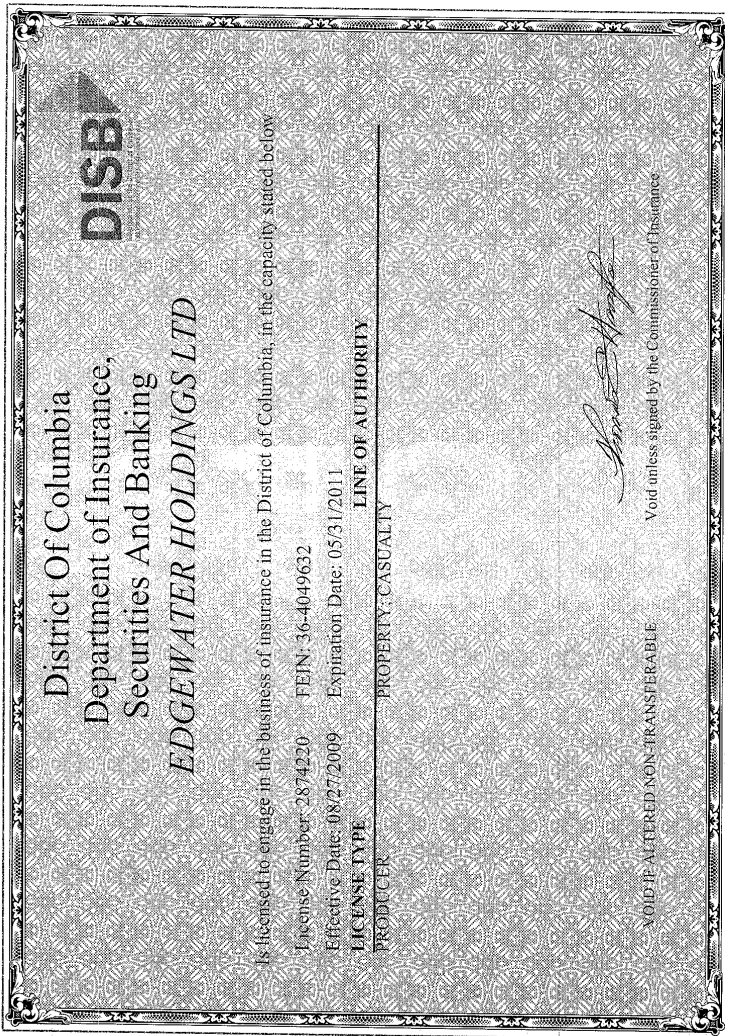 District Of Columbia
Department of Insurance,
Securities And Banking
DISB
EDGEWATER HOLDINGS LTD
Is licensed to engage in the business of insurance in the District of Columbia, in the capacity stated below
License Number: 2874220 FEIN: 36-4049632
Effective Date: 08/27/2009 Expiration Date: 05/31/2011
LICENSE TYPE LINE OF AUTHORITY
PRODUCER PROPERTY; CASUALTY
VOID IF ALTERED NON-TRANSFERABLE Void unless signed by the Commissioner of Insurance